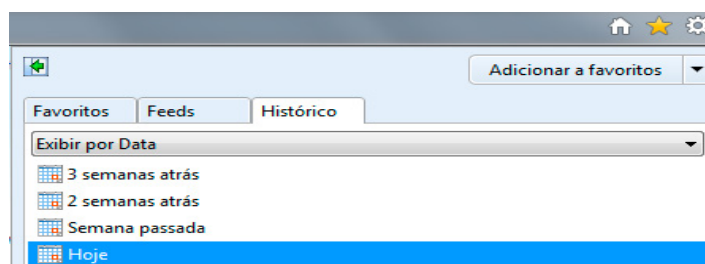 Adicionar a favoritos
Favoritos Feeds Histórico
Exibir por Data
3 semanas atrás
2 semanas atrás
Semana passada
Hoje